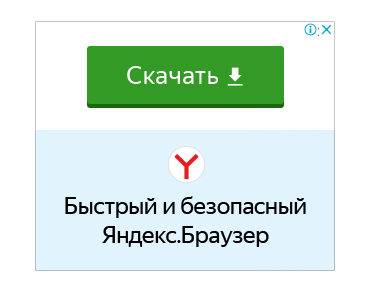 Скачать
Быстрый и безопасный
Яндекс.Браузер